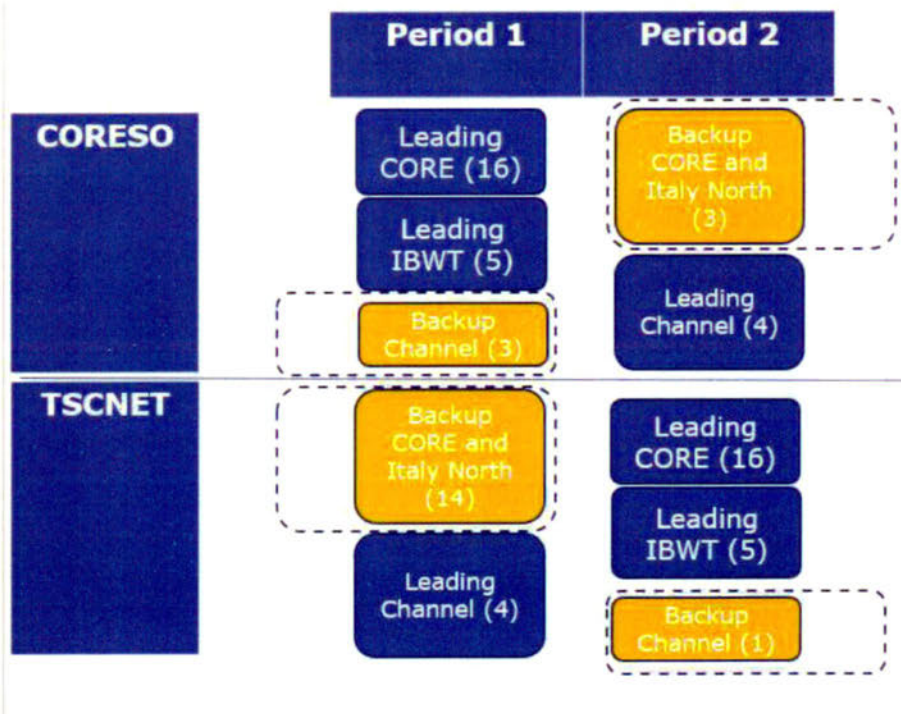 Period 1
Period 2
CORESO
Leading
CORE (16)
Leading
IBWT (5)
Backup
Channel (3)
Backup
CORE and
Italy North
(3)
Leading
Channel (4)
TSCNET
Backup
CORE and
Italy North
(14)
Leading
Channel (4)
Leading
CORE (16)
Leading
IBWT (5)
Backup
Channel (1)